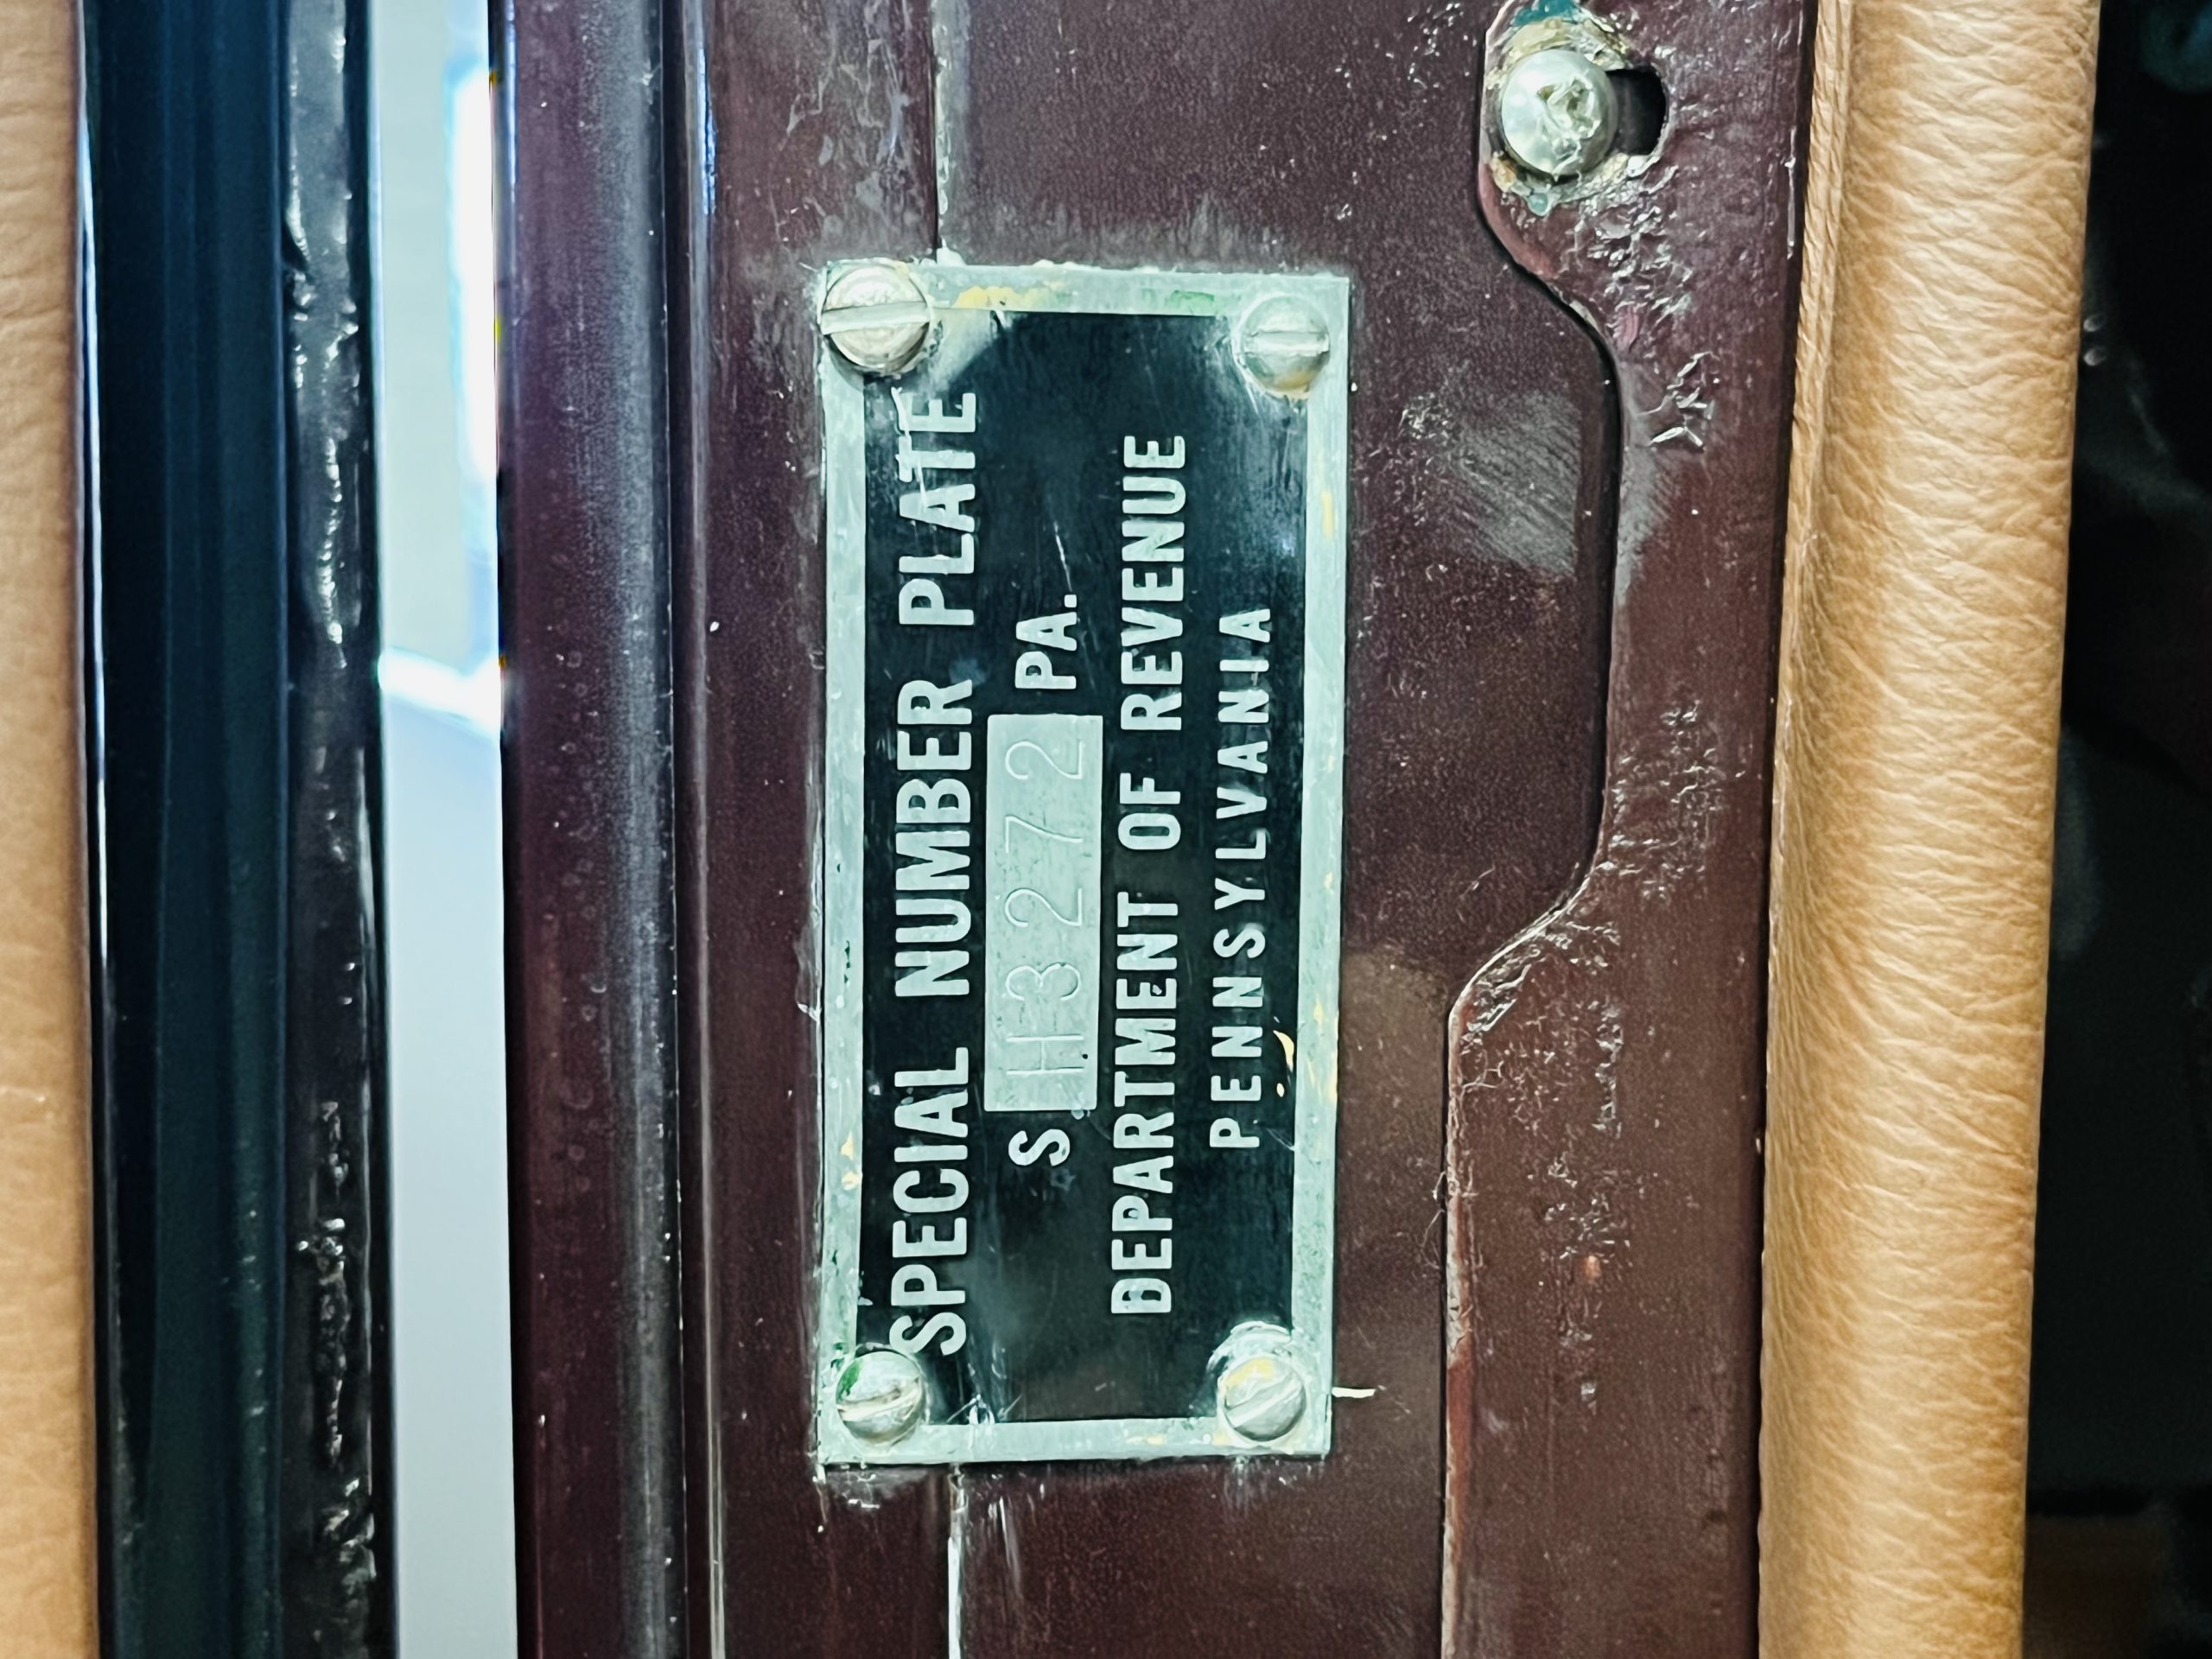 SPECIAL NUMBER PLATE
S H3272 PA.
DEPARTMENT OF REVENUE
PENNSYLVANIA